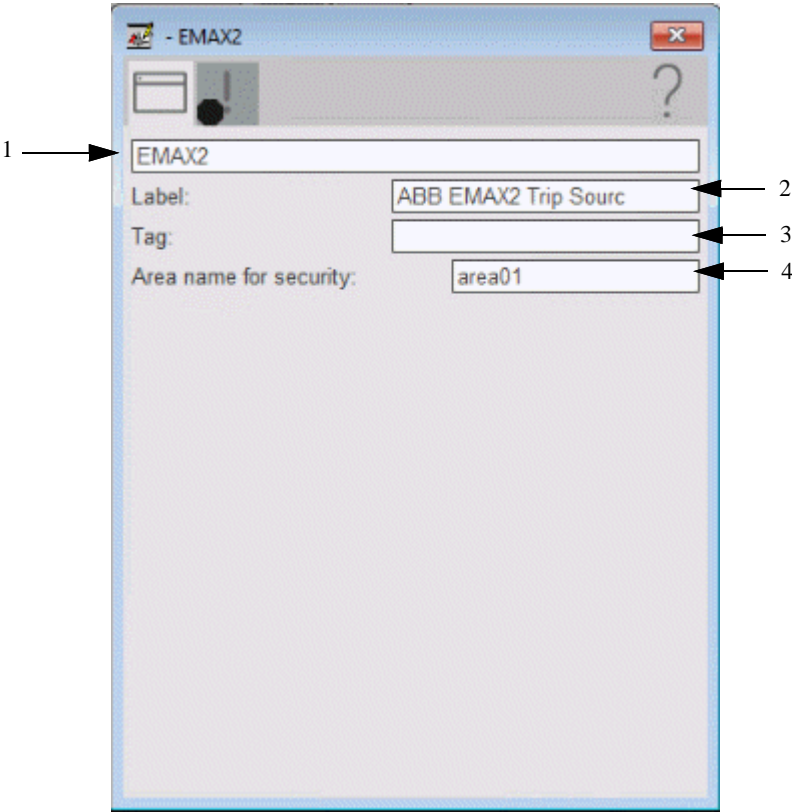 - EMAX2
1 EMAX2
Label: ABB EMAX2 Trip Sourc 2
Tag: 3
Area name for security: area01 4